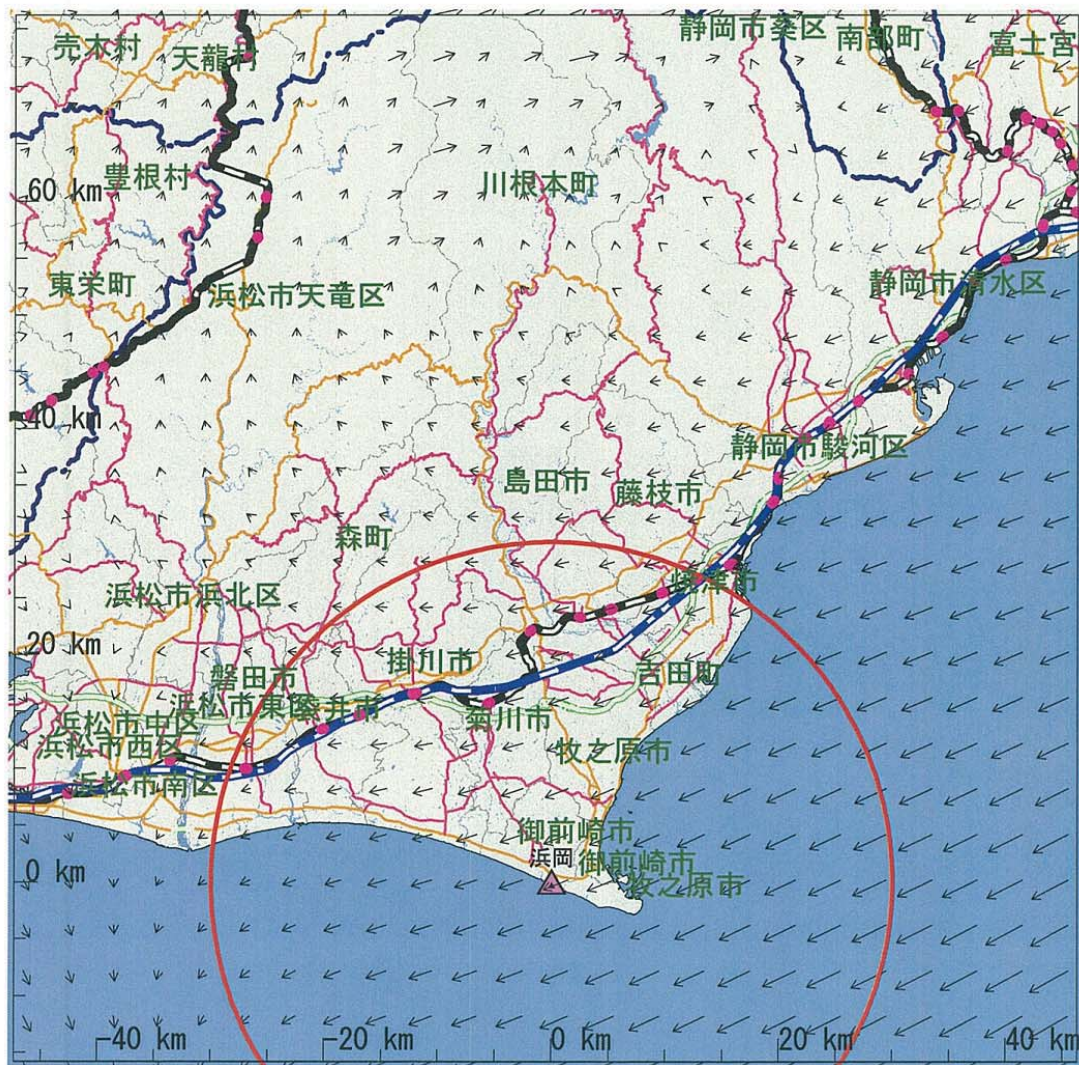 静岡市葵区
南部町
富士宮
売木村
天龍村
豊根村
60 km
川根本町
東栄町
浜松市天竜区
静岡市清水区
40 km
静岡市駿河区
島田市
藤枝市
森町
焼津市
浜松市浜北区
20 km
掛川市
磐田市
吉田町
浜松市東区
袋井市
菊川市
浜松市中区
浜松市西区
牧之原市
浜松市南区
御前崎市
浜岡
御前崎市
0 km
牧之原市
-40 km
-20 km
0 km
20 km
40 km